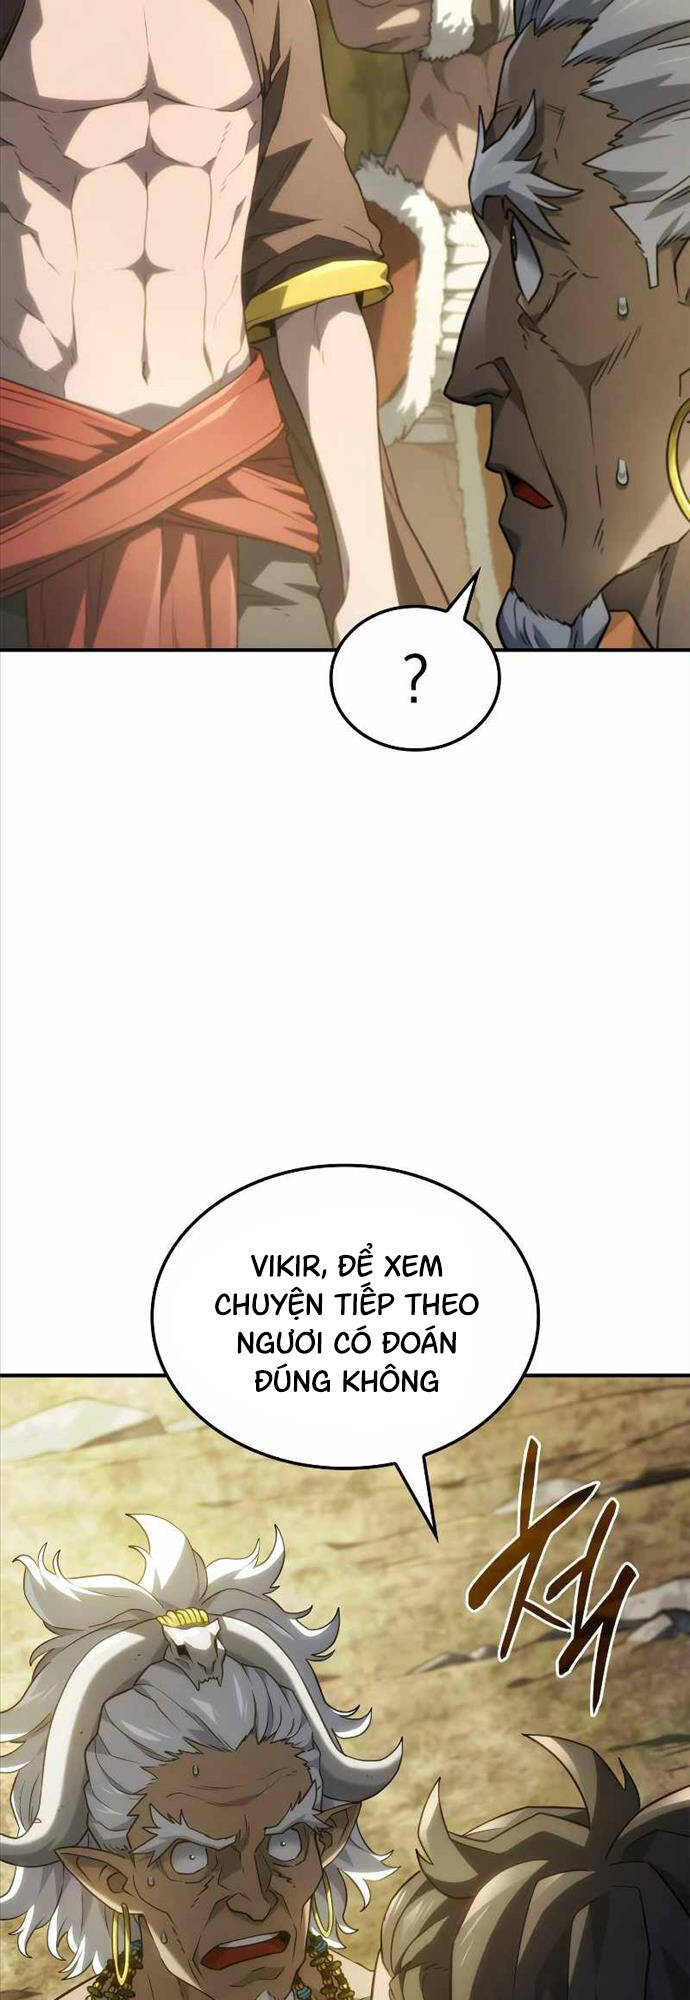 ?
VIKIR, ĐỂ XEM
CHUYỆN TIẾP THEO
NGƯƠI CÓ ĐOÁN
ĐÚNG KHÔNG